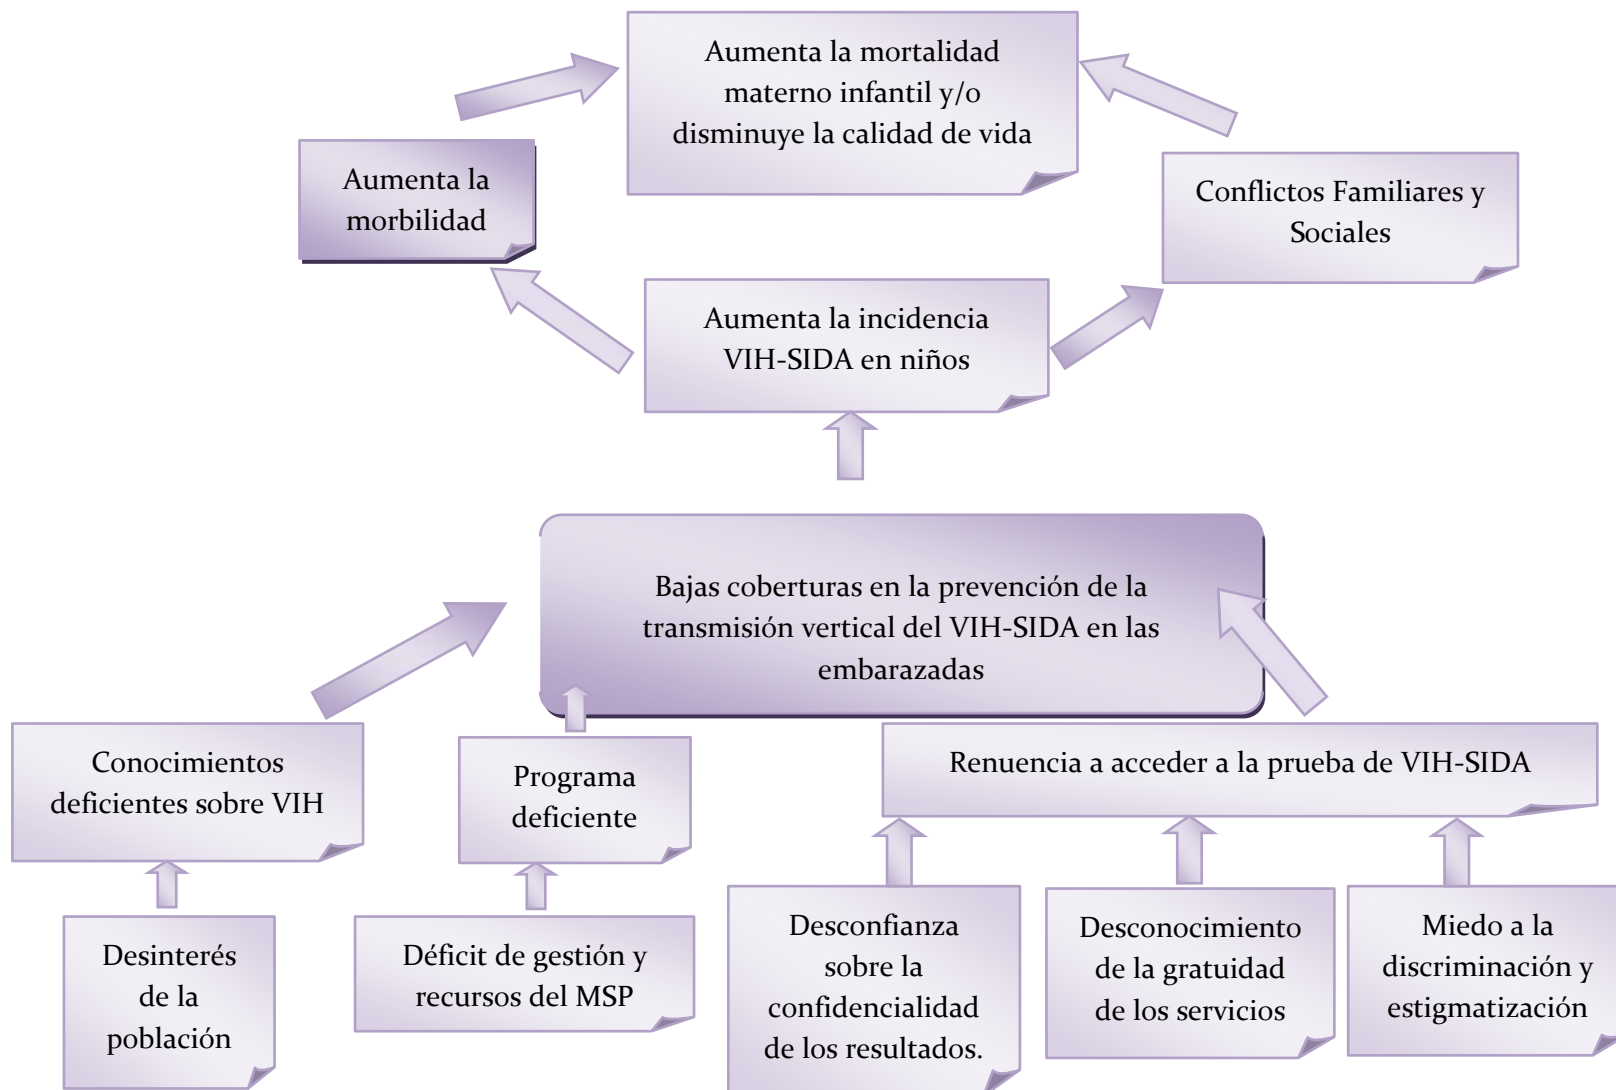 Aumenta la mortalidad
materno infantil y/o
disminuye la calidad de vida
Aumenta la
morbilidad
Conflictos Familiares y
Sociales
Aumenta la incidencia
VIH-SIDA en niños
Bajas coberturas en la prevención de la
transmisión vertical del VIH-SIDA en las
embarazadas
Conocimientos
deficientes sobre VIH
Programa
deficiente
Renuencia a acceder a la prueba de VIH-SIDA
Desinterés
de la
población
Déficit de gestión y
recursos del MSP
Desconfianza
sobre la
confidencialidad
de los resultados.
Desconocimiento
de la gratuidad
de los servicios
Miedo a la
discriminación y
estigmatización